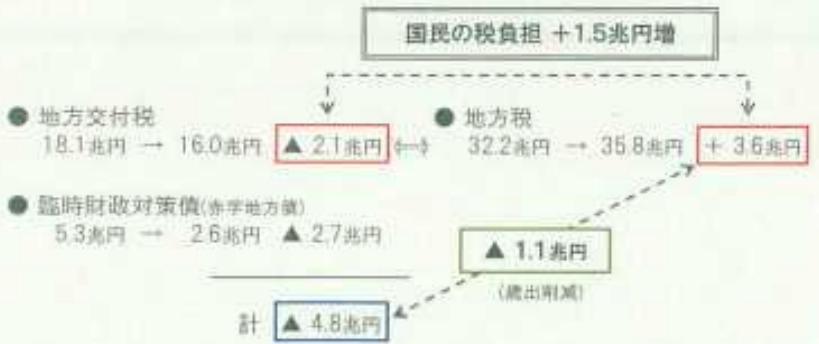 国民の税負担 +1.5兆円増
● 地方交付税
18.1兆円 → 16.0兆円 ▲ 2.1兆円 ⇔
● 地方税
32.2兆円 → 35.8兆円 + 3.6兆円
● 臨時財政対策債(赤字地方債)
5.3兆円 → 2.6兆円 ▲ 2.7兆円
▲ 1.1兆円
(歳出削減)
計 ▲ 4.8兆円